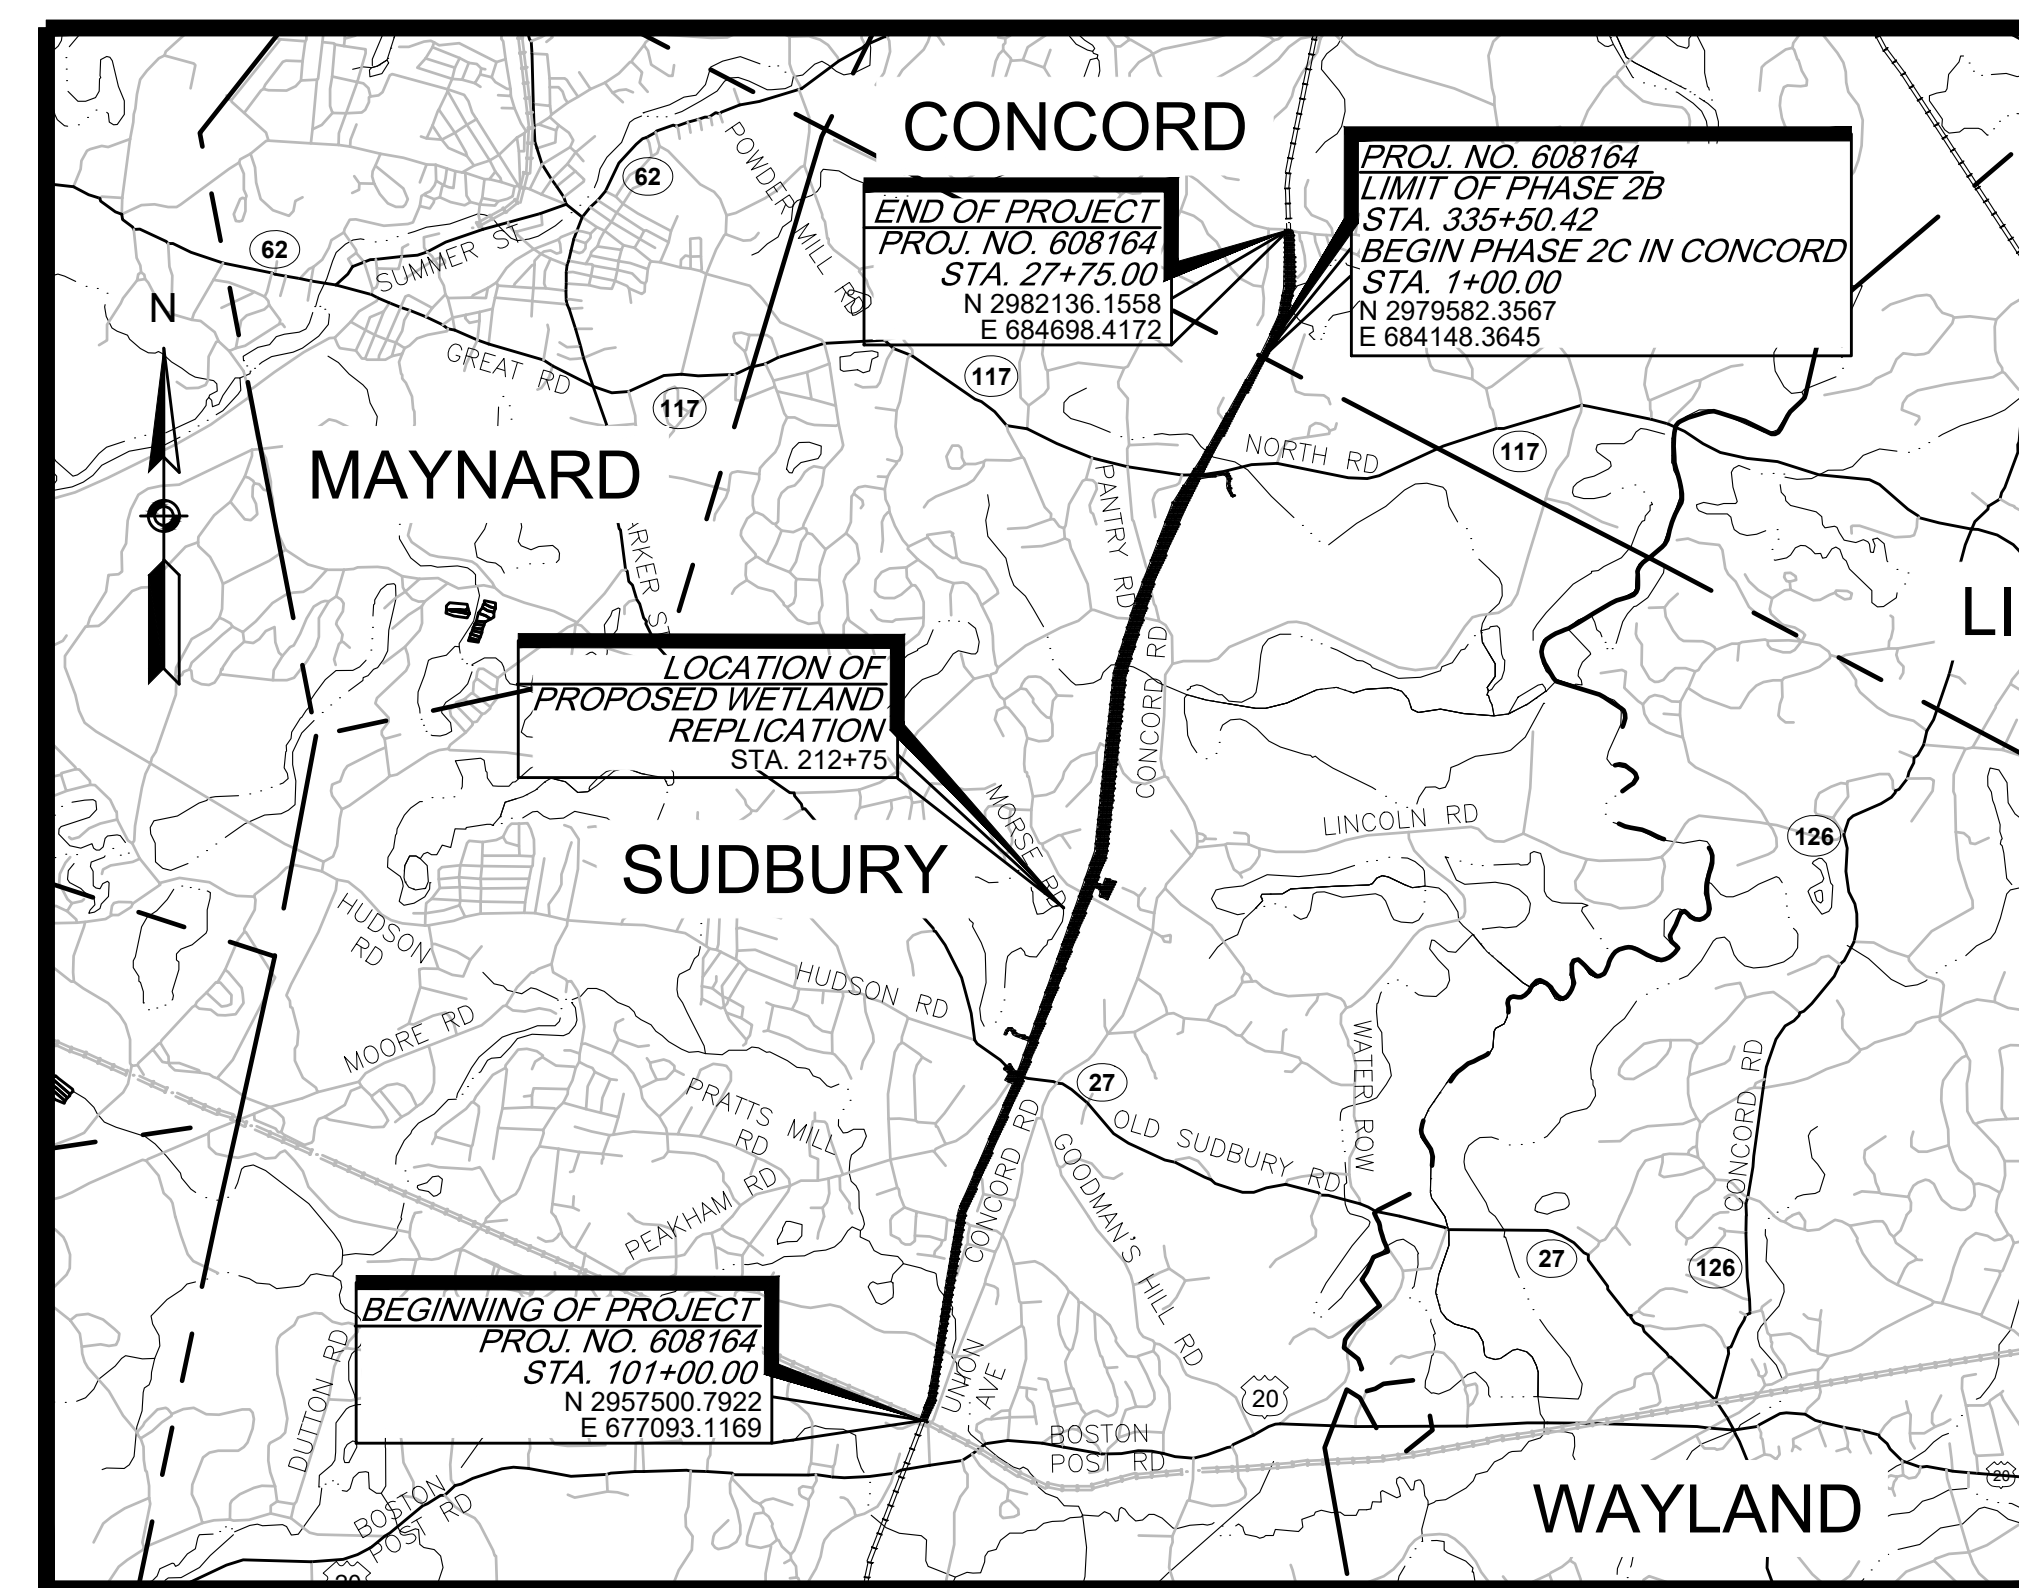 CONCORD
PROJ. NO. 608164
LIMIT OF PHASE 2B
STA. 335+50.42
BEGIN PHASE 2C IN CONCORD
STA. 1+00.00
N 2979582.3567
E 684148.3645
END OF PROJECT
PROJ. NO. 608164
STA. 27+75.00
N 2982136.1558
E 684698.4172
POWDER MILL RD
62
62
SUMMER ST
N
GREAT RD
117
117
NORTH RD
117
MAYNARD
PANTRY RD
LOCATION OF
PROPOSED WETLAND
REPLICATION
STA. 212+75
CONCORD RD
MORSE RD
LINCOLN RD
126
SUDBURY
HUDSON
RD
HUDSON RD
MOORE RD
PRATTS MILL
RD
27
OLD SUDBURY RD
WATER ROW
CONCORD RD
CONCORD RD
GOODMAN'S HILL RD
PEAKHAM RD
27
126
BEGINNING OF PROJECT
PROJ. NO. 608164
STA. 101+00.00
N 2957500.7922
E 677093.1169
DUTTON RD
UNION
AVE
20
BOSTON
POST RD
BOSTON
POST RD
20
WAYLAND